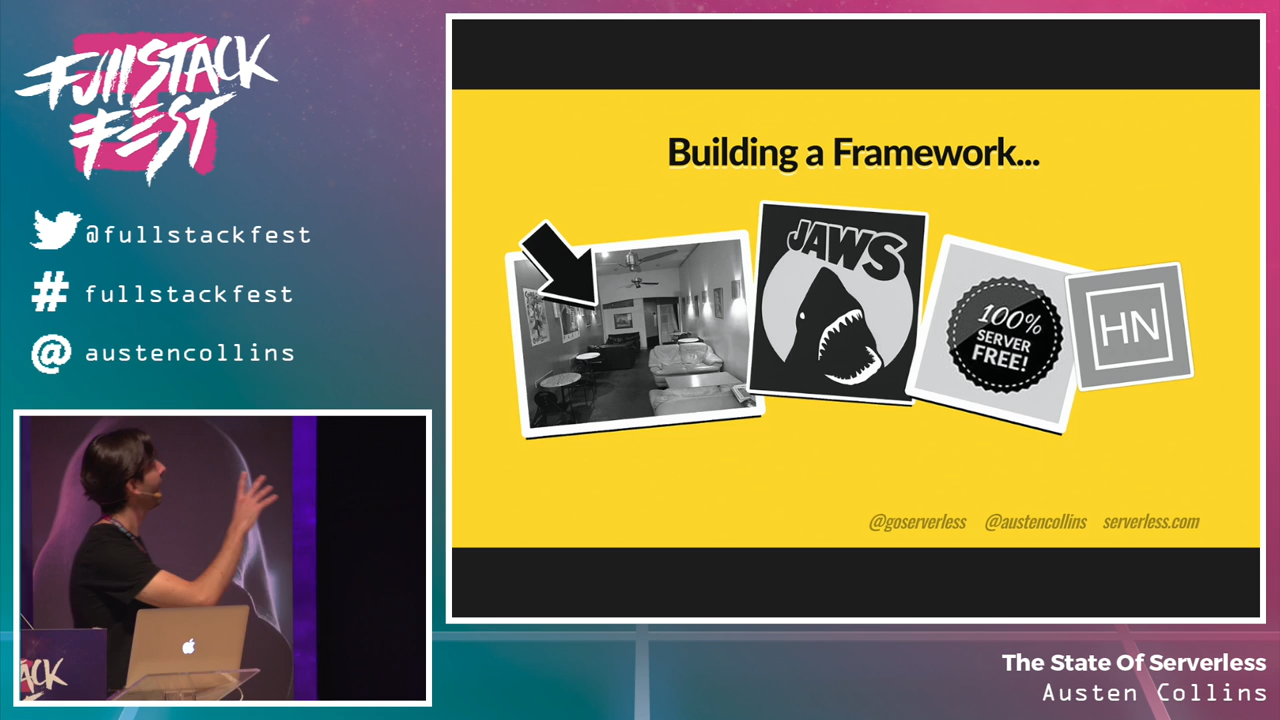 FullSTACK
FEST
@fullstackfest
# fullstackfest
@ austencollins
Building a Framework...
JAWS
100%
SERVER
FREE!
HN
@goserverless @austencollins serverless.com
STACK
The State Of Serverless
Austen Collins